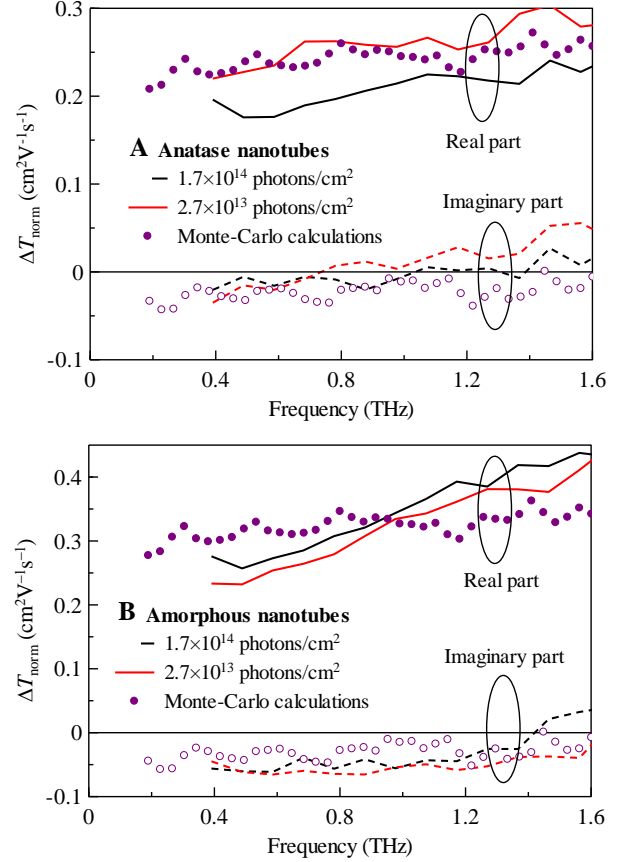 0.3
0.2
0.1
0
-0.1
ΔT_norm (cm²V⁻¹s⁻¹)
Real part
A Anatase nanotubes
1.7×10¹⁴ photons/cm²
2.7×10¹³ photons/cm²
Monte-Carlo calculations
Imaginary part
0 0.4 0.8 1.2 1.6
Frequency (THz)
0.4
0.3
0.2
0.1
0
-0.1
ΔT_norm (cm²V⁻¹s⁻¹)
Real part
B Amorphous nanotubes
1.7×10¹⁴ photons/cm²
2.7×10¹³ photons/cm²
Monte-Carlo calculations
Imaginary part
0 0.4 0.8 1.2 1.6
Frequency (THz)